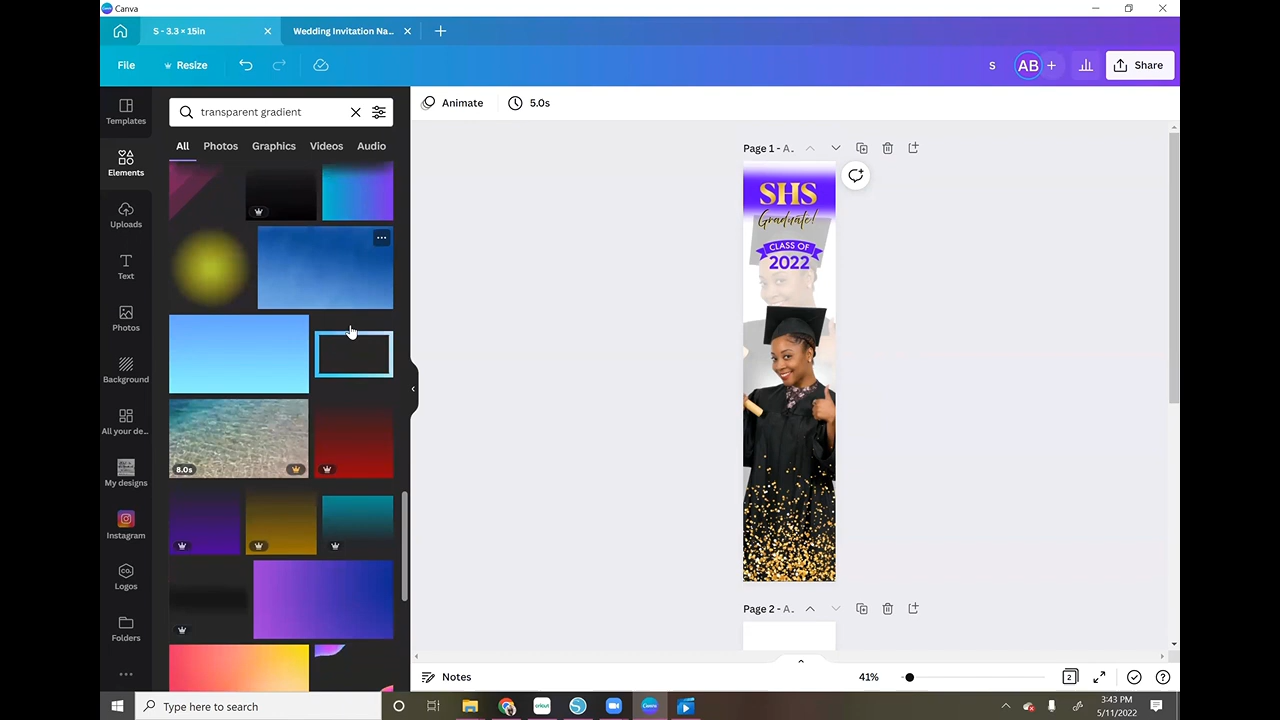 Canva
S - 3.3 × 15in
Wedding Invitation Na...
File
Resize
S
AB
Share
Templates
Elements
Uploads
Text
Photos
Background
All your de...
My designs
Instagram
Logos
Folders
transparent gradient
All Photos Graphics Videos Audio
8.0s
Animate
5.0s
Page 1 - A..
SHS
Graduate!
CLASS OF
2022
Page 2 - A..
Notes
41%
2
Type here to search
cricut
3:43 PM
5/11/2022